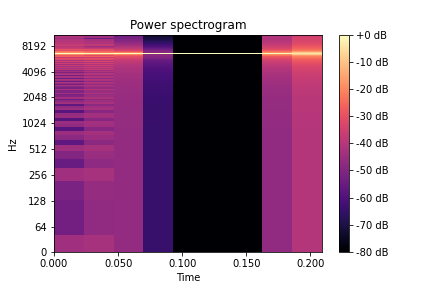 Power spectrogram
+0 dB
8192
-10 dB
4096
-20 dB
2048
-30 dB
1024
Hz
-40 dB
512
-50 dB
256
-60 dB
128
-70 dB
64
0
-80 dB
0.000 0.050 0.100 0.150 0.200
Time